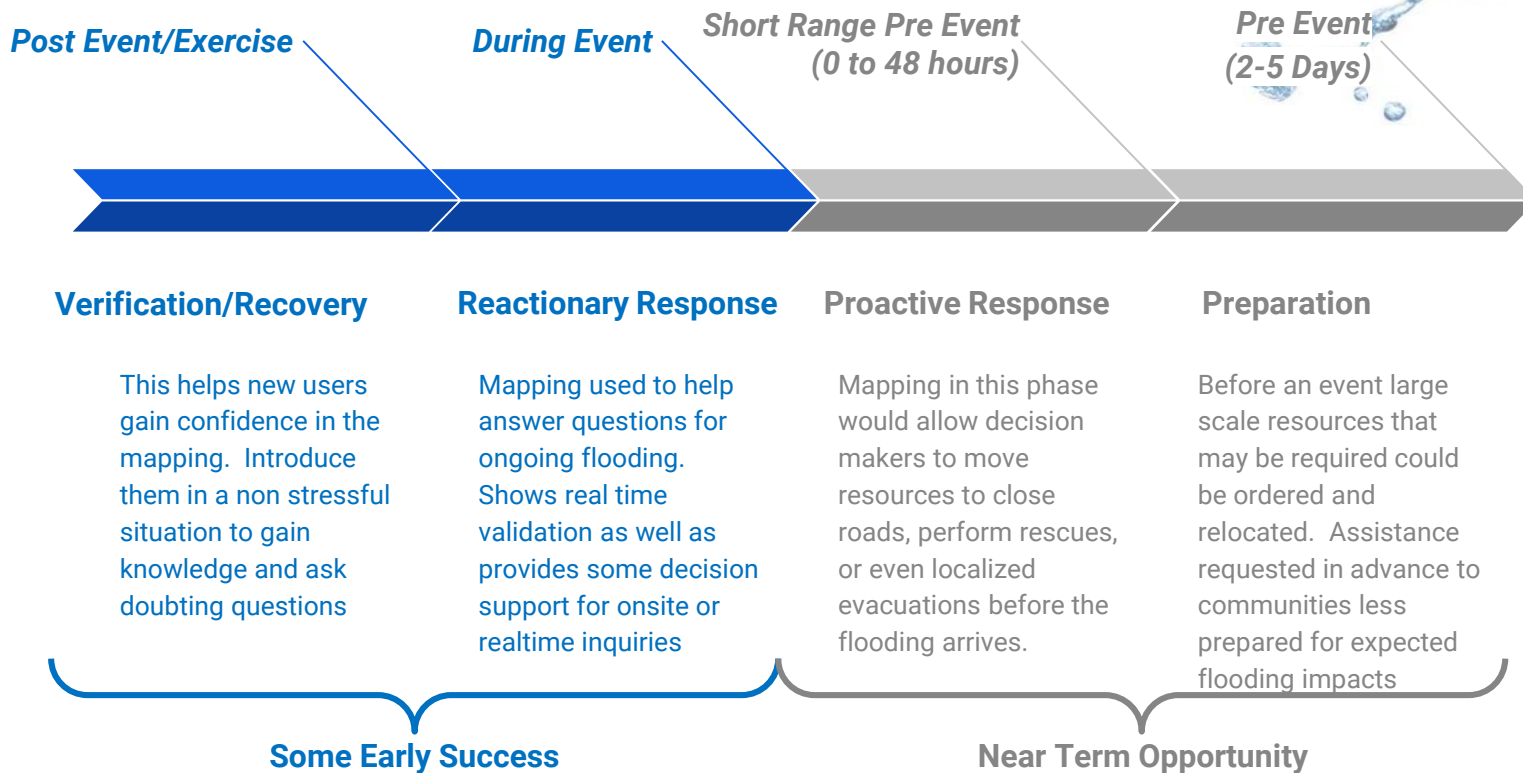 Post Event/Exercise
During Event
Short Range Pre Event
(0 to 48 hours)
Pre Event
(2-5 Days)
Verification/Recovery
This helps new users
gain confidence in the
mapping.  Introduce
them in a non stressful
situation to gain
knowledge and ask
doubting questions
Reactionary Response
Mapping used to help
answer questions for
ongoing flooding.
Shows real time
validation as well as
provides some decision
support for onsite or
realtime inquiries
Proactive Response
Mapping in this phase
would allow decision
makers to move
resources to close
roads, perform rescues,
or even localized
evacuations before the
flooding arrives.
Preparation
Before an event large
scale resources that
may be required could
be ordered and
relocated.  Assistance
requested in advance to
communities less
prepared for expected
flooding impacts
Some Early Success
Near Term Opportunity